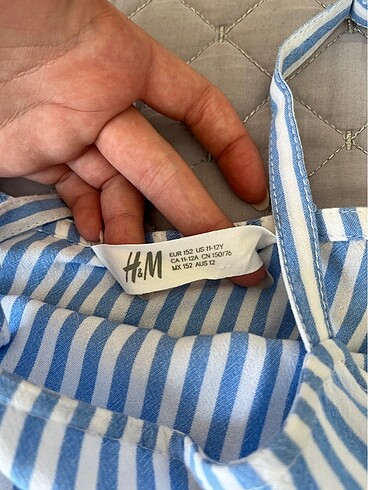 H&M
EUR 152 US 11-12Y
CA 11-12A CN 150/76
MX 152 AUS 12